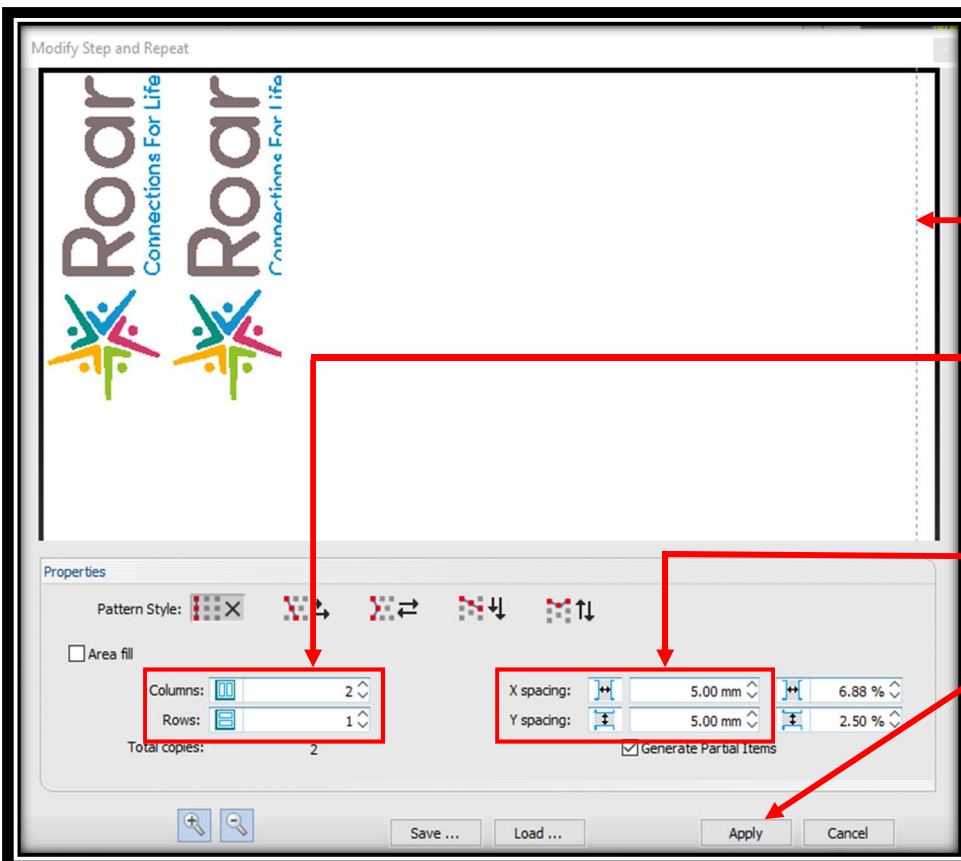 Modify Step and Repeat
Roar
Connections For Life
Roar
Connections For Life
Properties
Pattern Style:
Area fill
Columns: 2 X spacing: 5.00 mm 6.88 %
Rows: 1 Y spacing: 5.00 mm 2.50 %
Total copies: 2 Generate Partial Items
Save ... Load ... Apply Cancel